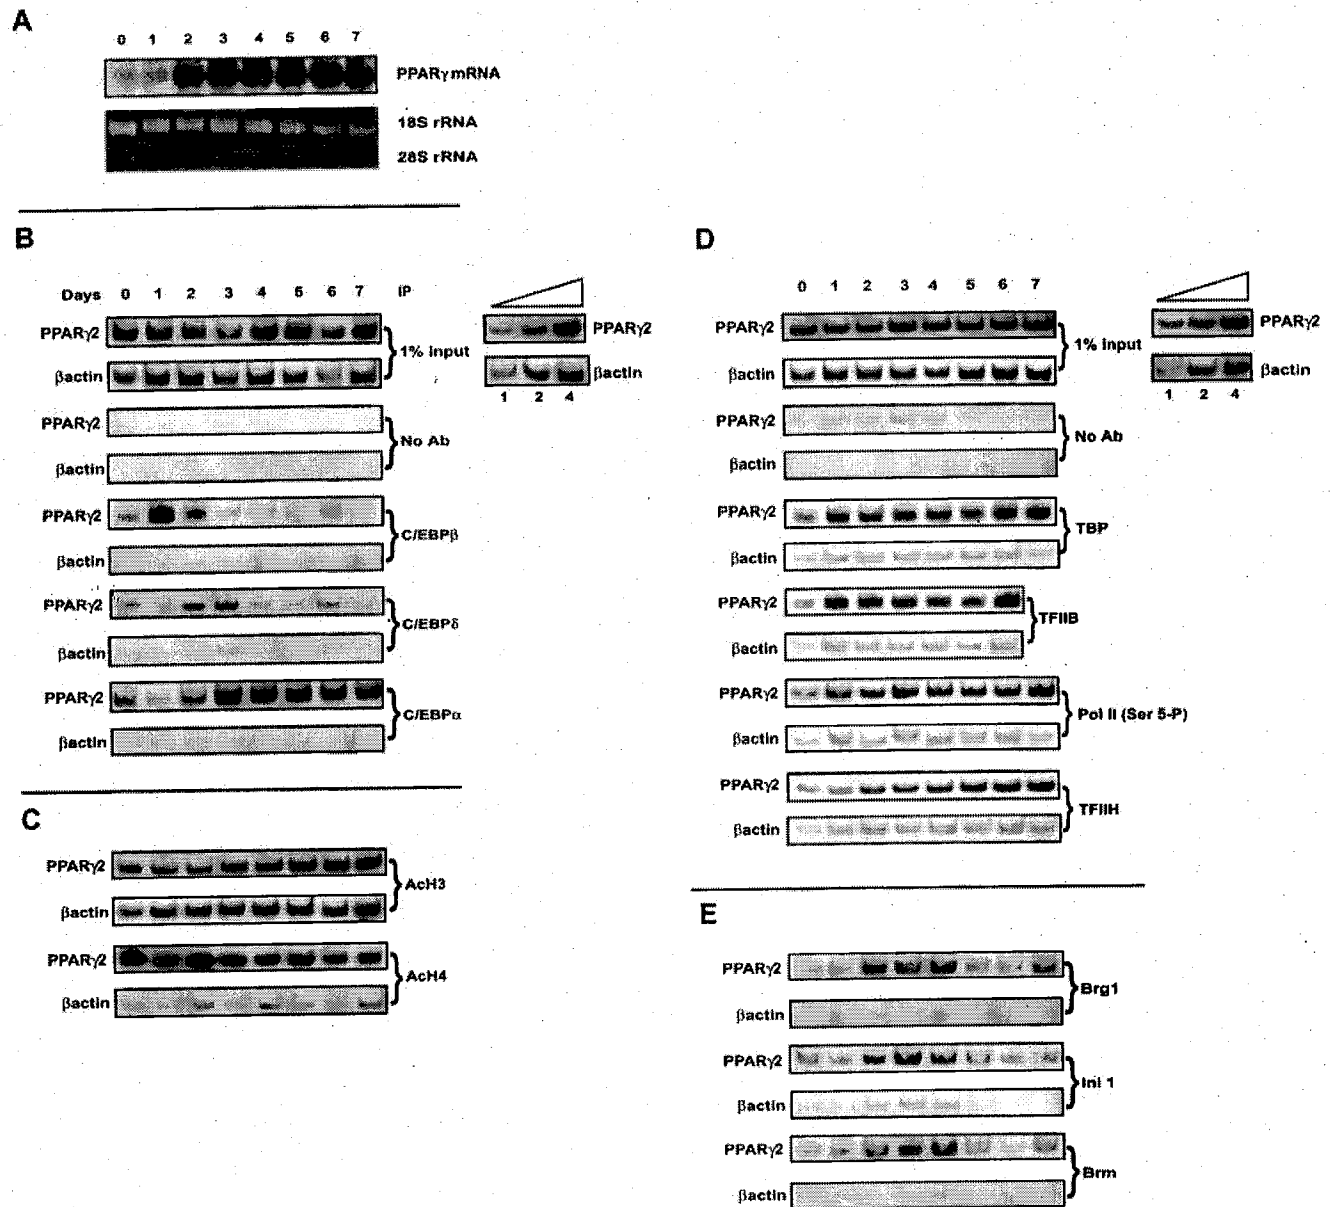 A
0 1 2 3 4 5 6 7
PPARγ mRNA
18S rRNA
28S rRNA
B
Days 0 1 2 3 4 5 6 7 IP
PPARγ2
βactin
1% Input
PPARγ2
βactin
1 2 4
PPARγ2
βactin
No Ab
PPARγ2
βactin
C/EBPβ
PPARγ2
βactin
C/EBPδ
PPARγ2
βactin
C/EBPα
C
PPARγ2
βactin
AcH3
PPARγ2
βactin
AcH4
D
0 1 2 3 4 5 6 7
PPARγ2
βactin
1% Input
PPARγ2
βactin
1 2 4
PPARγ2
βactin
No Ab
PPARγ2
βactin
TBP
PPARγ2
βactin
TFIIB
PPARγ2
βactin
Pol II (Ser 5-P)
PPARγ2
βactin
TFIIH
E
PPARγ2
βactin
Brg1
PPARγ2
βactin
Ini 1
PPARγ2
βactin
Brm